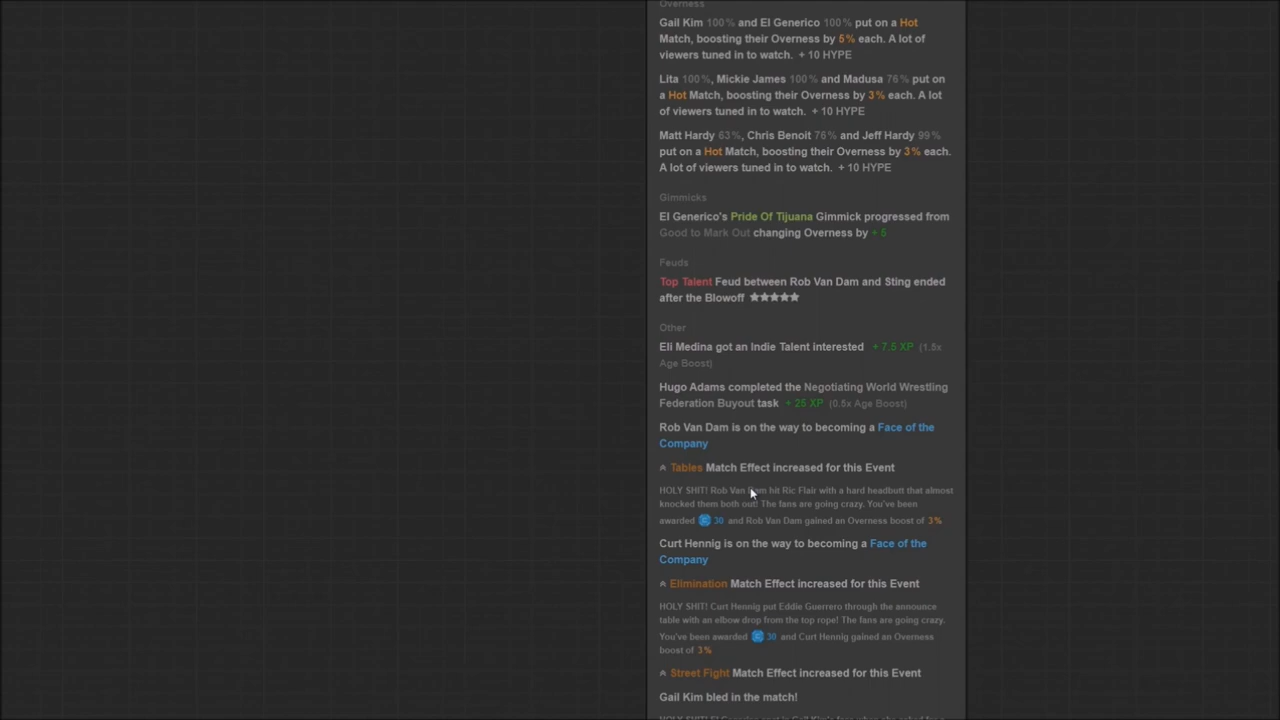 Overness
Gail Kim 100% and El Generico 100% put on a Hot
Match, boosting their Overness by 5% each. A lot of
viewers tuned in to watch. + 10 HYPE
Lita 100%, Mickie James 100% and Madusa 76% put on
a Hot Match, boosting their Overness by 3% each. A lot
of viewers tuned in to watch. + 10 HYPE
Matt Hardy 63%, Chris Benoit 76% and Jeff Hardy 99%
put on a Hot Match, boosting their Overness by 3% each.
A lot of viewers tuned in to watch. + 10 HYPE
Gimmicks
El Generico's Pride Of Tijuana Gimmick progressed from
Good to Mark Out changing Overness by + 5
Feuds
Top Talent Feud between Rob Van Dam and Sting ended
after the Blowoff ★★★★★
Other
Eli Medina got an Indie Talent interested + 7.5 XP (1.5x
Age Boost)
Hugo Adams completed the Negotiating World Wrestling
Federation Buyout task + 25 XP (0.5x Age Boost)
Rob Van Dam is on the way to becoming a Face of the
Company
Tables Match Effect increased for this Event
HOLY SHIT! Rob Van Dam hit Ric Flair with a hard headbutt that almost
knocked them both out! The fans are going crazy. You've been
awarded C 30 and Rob Van Dam gained an Overness boost of 3%
Curt Hennig is on the way to becoming a Face of the
Company
Elimination Match Effect increased for this Event
HOLY SHIT! Curt Hennig put Eddie Guerrero through the announce
table with an elbow drop from the top rope! The fans are going crazy.
You've been awarded C 30 and Curt Hennig gained an Overness
boost of 3%
Street Fight Match Effect increased for this Event
Gail Kim bled in the match!